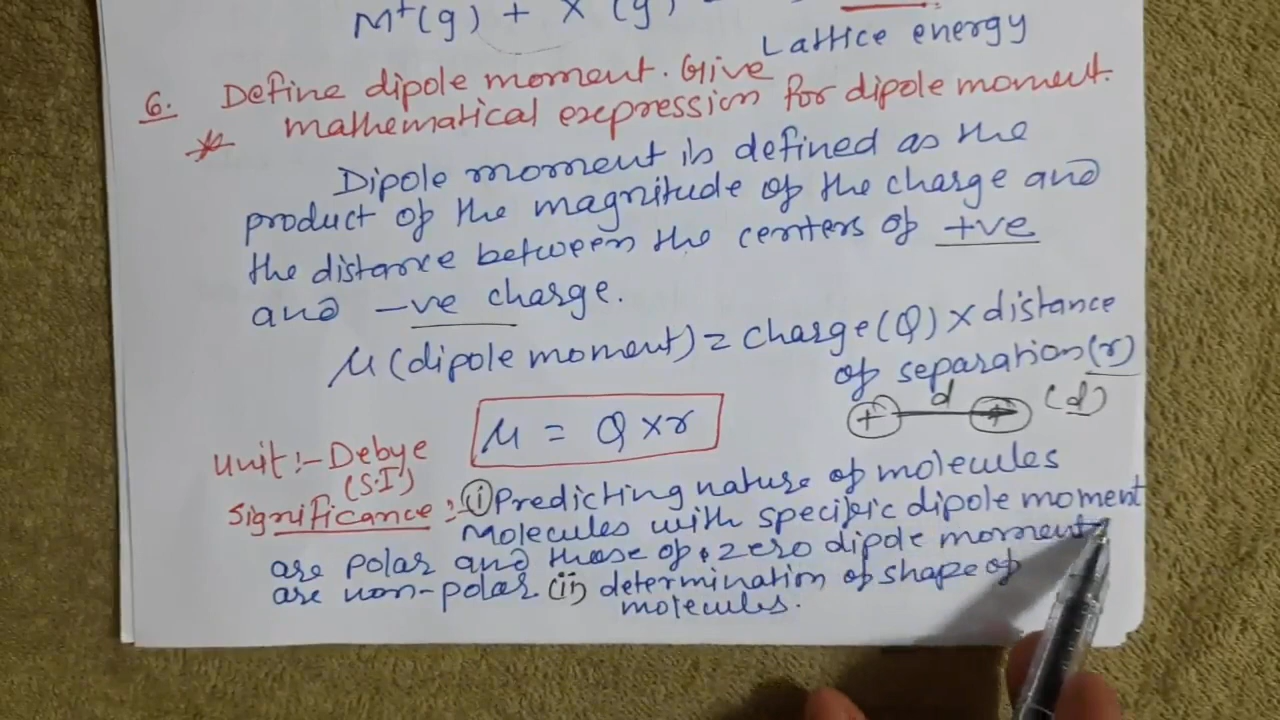 M⁺(g) + X (g)
Lattice energy
6. Define dipole moment. Give
* mathematical expression for dipole moment.
Dipole moment is defined as the
product of the magnitude of the charge and
the distance between the centers of +ve
and -ve charge.
μ (dipole moment) = charge (Q) × distance
of separation (r)
d (d)
+ +
μ = Q × r
Unit :- Debye
(S.I)
Significance :- (i) Predicting nature of molecules
Molecules with specific dipole moment
are polar and those of zero dipole moment
are non-polar (ii) determination of shape of
molecules.